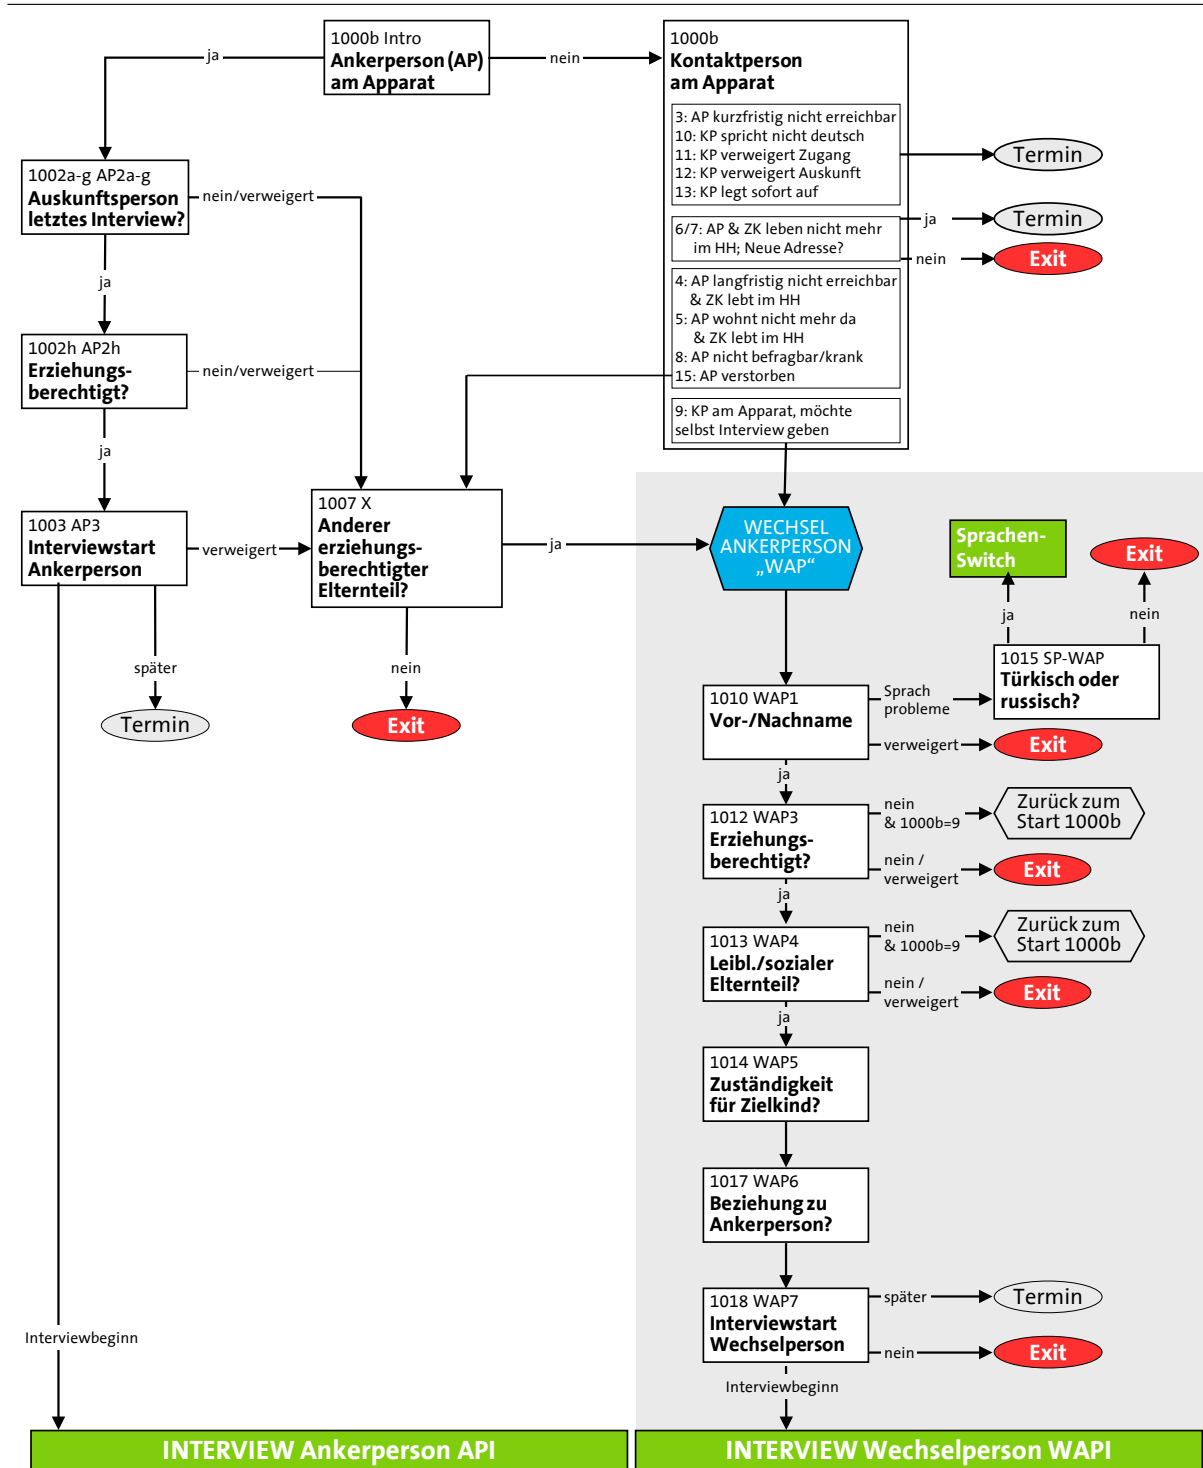 1000b Intro
Ankerperson (AP)
am Apparat
ja
nein
1000b
Kontaktperson
am Apparat
3: AP kurzfristig nicht erreichbar
10: KP spricht nicht deutsch
11: KP verweigert Zugang
12: KP verweigert Auskunft
13: KP legt sofort auf
Termin
6/7: AP & ZK leben nicht mehr
im HH; Neue Adresse?
ja
Termin
nein
Exit
4: AP langfristig nicht erreichbar
& ZK lebt im HH
5: AP wohnt nicht mehr da
& ZK lebt im HH
8: AP nicht befragbar/krank
15: AP verstorben
9: KP am Apparat, möchte
selbst Interview geben
1002a-g AP2a-g
Auskunftsperson
letztes Interview?
nein/verweigert
ja
1002h AP2h
Erziehungs-
berechtigt?
nein/verweigert
ja
1003 AP3
Interviewstart
Ankerperson
verweigert
später
Termin
1007 X
Anderer
erziehungs-
berechtigter
Elternteil?
ja
nein
Exit
WECHSEL
ANKERPERSON
„WAP“
Sprachen-
Switch
Exit
ja
nein
1015 SP-WAP
Türkisch oder
russisch?
1010 WAP1
Vor-/Nachname
Sprach
probleme
verweigert
Exit
ja
1012 WAP3
Erziehungs-
berechtigt?
nein
& 1000b=9
Zurück zum
Start 1000b
nein /
verweigert
Exit
ja
1013 WAP4
Leibl./sozialer
Elternteil?
nein
& 1000b=9
Zurück zum
Start 1000b
nein /
verweigert
Exit
ja
1014 WAP5
Zuständigkeit
für Zielkind?
1017 WAP6
Beziehung zu
Ankerperson?
1018 WAP7
Interviewstart
Wechselperson
später
Termin
nein
Exit
Interviewbeginn
Interviewbeginn
INTERVIEW Ankerperson API
INTERVIEW Wechselperson WAPI